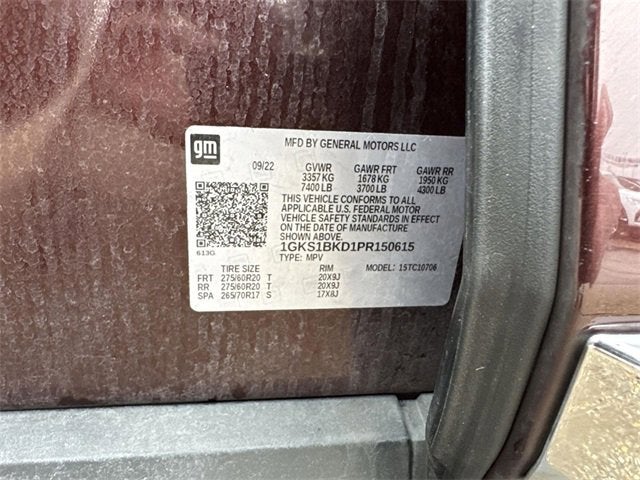 gm
MFD BY GENERAL MOTORS LLC
09/22 GVWR GAWR FRT GAWR RR
3357 KG 1678 KG 1950 KG
7400 LB 3700 LB 4300 LB
THIS VEHICLE CONFORMS TO ALL
APPLICABLE U.S. FEDERAL MOTOR
VEHICLE SAFETY STANDARDS IN EFFECT
ON THE DATE OF MANUFACTURE
SHOWN ABOVE.
1GKS1BKD1PR150615
613G TYPE: MPV
TIRE SIZE RIM MODEL: 15TC10706
FRT 275/60R20 T 20X9J
RR 275/60R20 T 20X9J
SPA 265/70R17 S 17X8J